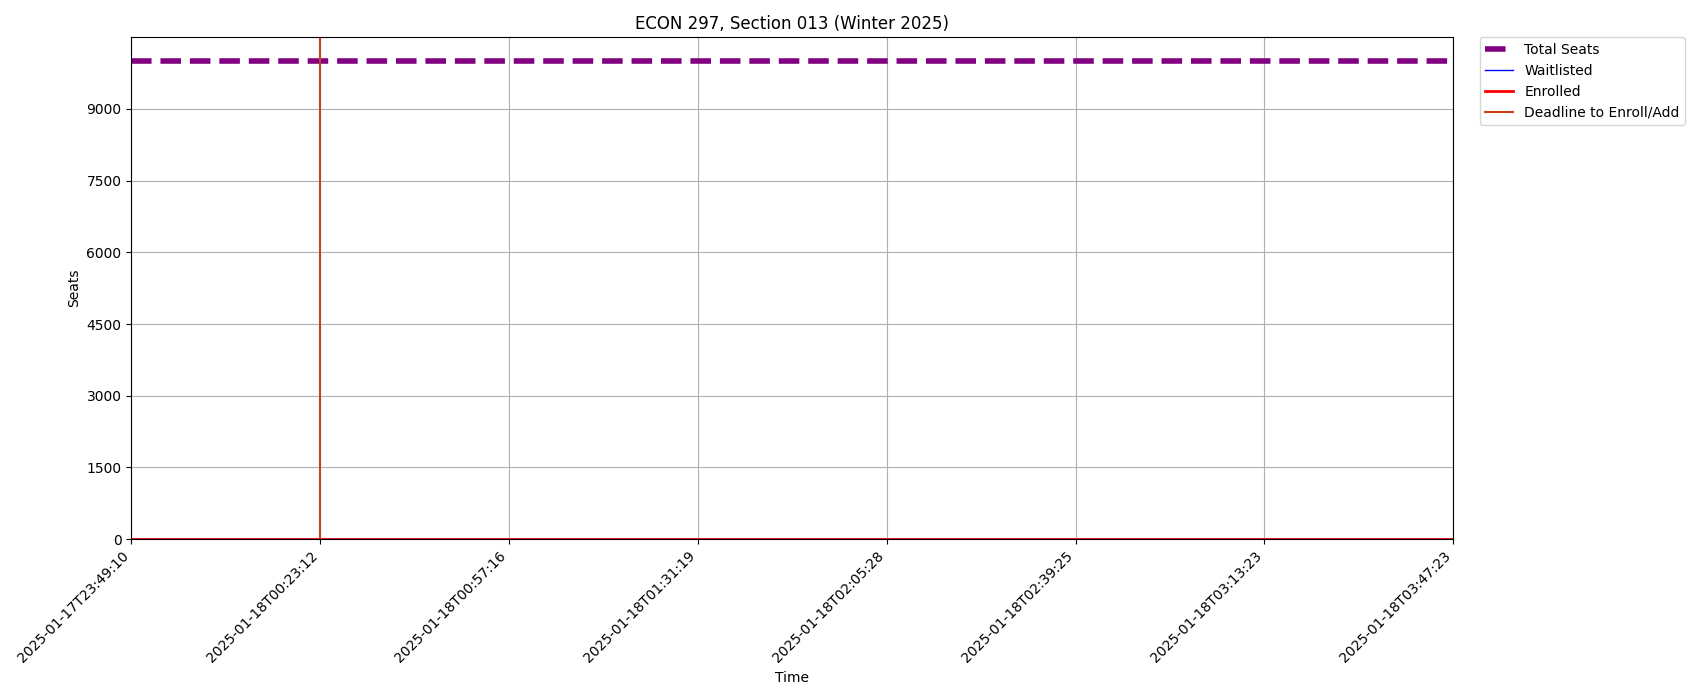 ECON 297, Section 013 (Winter 2025)
Total Seats
Waitlisted
Enrolled
Deadline to Enroll/Add
Seats
9000
7500
6000
4500
3000
1500
0
2025-01-17T23:49:10
2025-01-18T00:23:12
2025-01-18T00:57:16
2025-01-18T01:31:19
2025-01-18T02:05:28
2025-01-18T02:39:25
2025-01-18T03:13:23
2025-01-18T03:47:23
Time